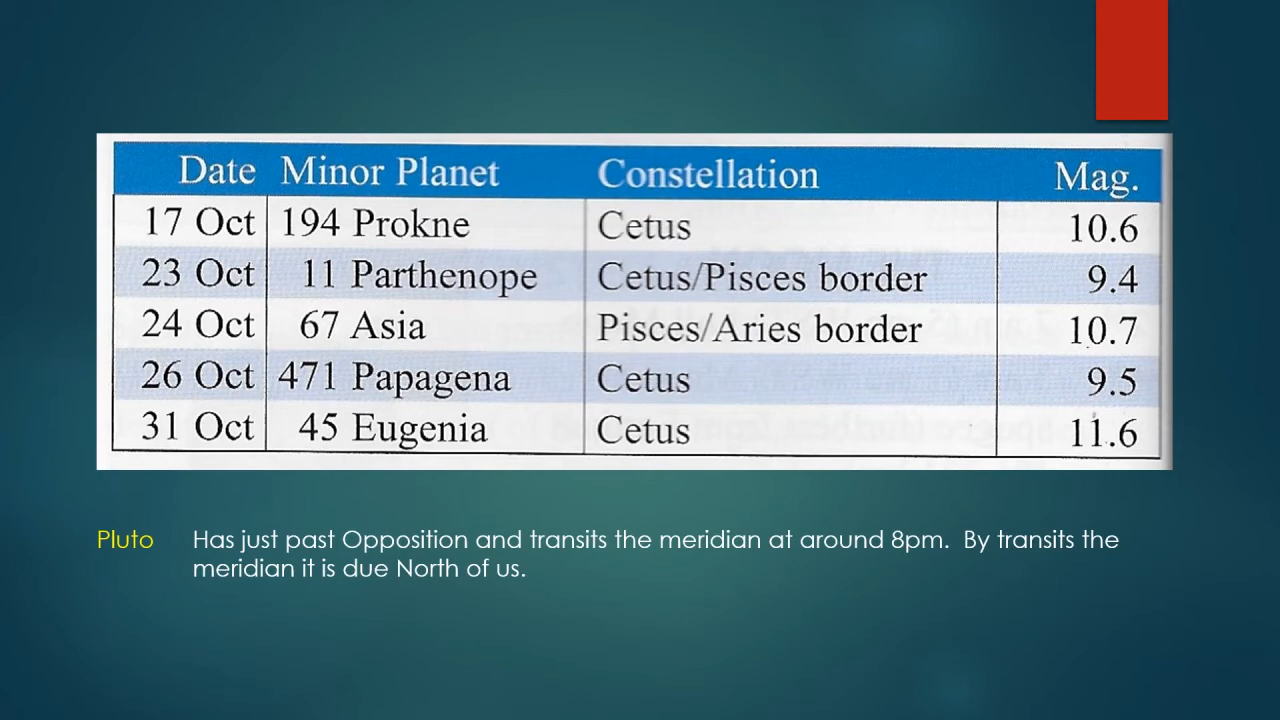 Date Minor Planet Constellation Mag.
17 Oct 194 Prokne Cetus 10.6
23 Oct 11 Parthenope Cetus/Pisces border 9.4
24 Oct 67 Asia Pisces/Aries border 10.7
26 Oct 471 Papagena Cetus 9.5
31 Oct 45 Eugenia Cetus 11.6
Pluto Has just past Opposition and transits the meridian at around 8pm. By transits the
meridian it is due North of us.